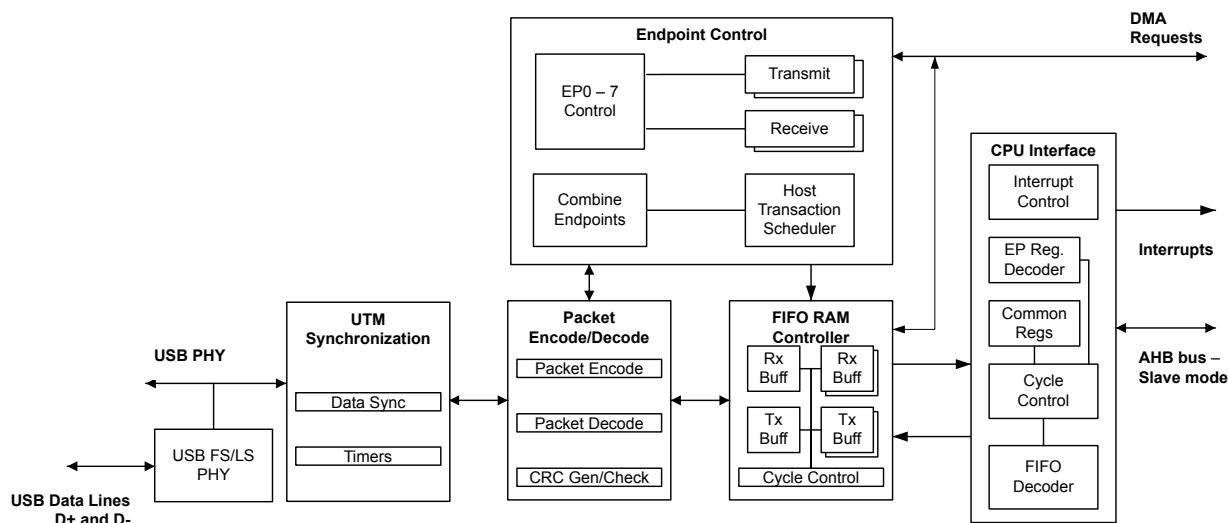 Endpoint Control
DMA
Requests
EP0 – 7
Control
Transmit
Receive
Combine
Endpoints
Host
Transaction
Scheduler
CPU Interface
Interrupt
Control
Interrupts
EP Reg.
Decoder
Common
Regs
Cycle
Control
FIFO
Decoder
AHB bus –
Slave mode
UTM
Synchronization
Data Sync
Timers
Packet
Encode/Decode
Packet Encode
Packet Decode
CRC Gen/Check
FIFO RAM
Controller
Rx
Buff
Rx
Buff
Tx
Buff
Tx
Buff
Cycle Control
USB PHY
USB FS/LS
PHY
USB Data Lines
D+ and D-